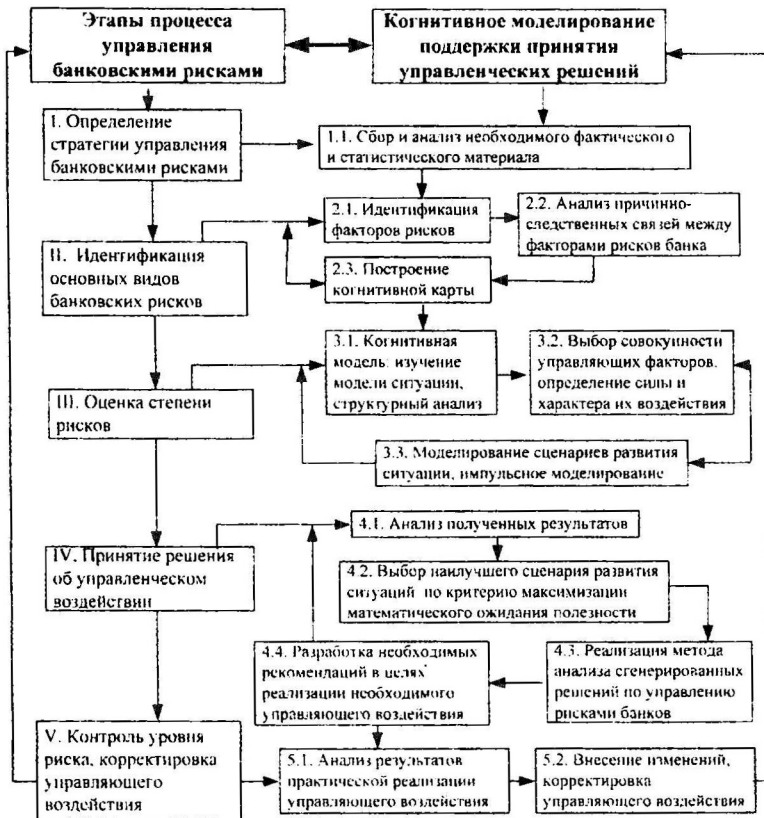 Этапы процесса
управления
банковскими рисками
Когнитивное моделирование
поддержки принятия
управленческих решений
I. Определение
стратегии управления
банковскими рисками
1.1. Сбор и анализ необходимого фактического
и статистического материала
2.1. Идентификация
факторов рисков
2.2. Анализ причинно-
следственных связей между
факторами рисков банка
II. Идентификация
основных видов
банковских рисков
2.3. Построение
когнитивной карты
3.1. Когнитивная
модель: изучение
модели ситуации,
структурный анализ
3.2. Выбор совокупности
управляющих факторов,
определение силы и
характера их воздействия
III. Оценка степени
рисков
3.3. Моделирование сценариев развития
ситуации, импульсное моделирование
4.1. Анализ полученных результатов
IV. Принятие решения
об управленческом
воздействии
4.2. Выбор наилучшего сценария развития
ситуаций по критерию максимизации
математического ожидания полезности
4.4. Разработка необходимых
рекомендаций в целях
реализации необходимого
управляющего воздействия
4.3. Реализация метода
анализа сгенерированных
решений по управлению
рисками банков
V. Контроль уровня
риска, корректировка
управляющего
воздействия
5.1. Анализ результатов
практической реализации
управляющего воздействия
5.2. Внесение изменений,
корректировка
управляющего воздействия